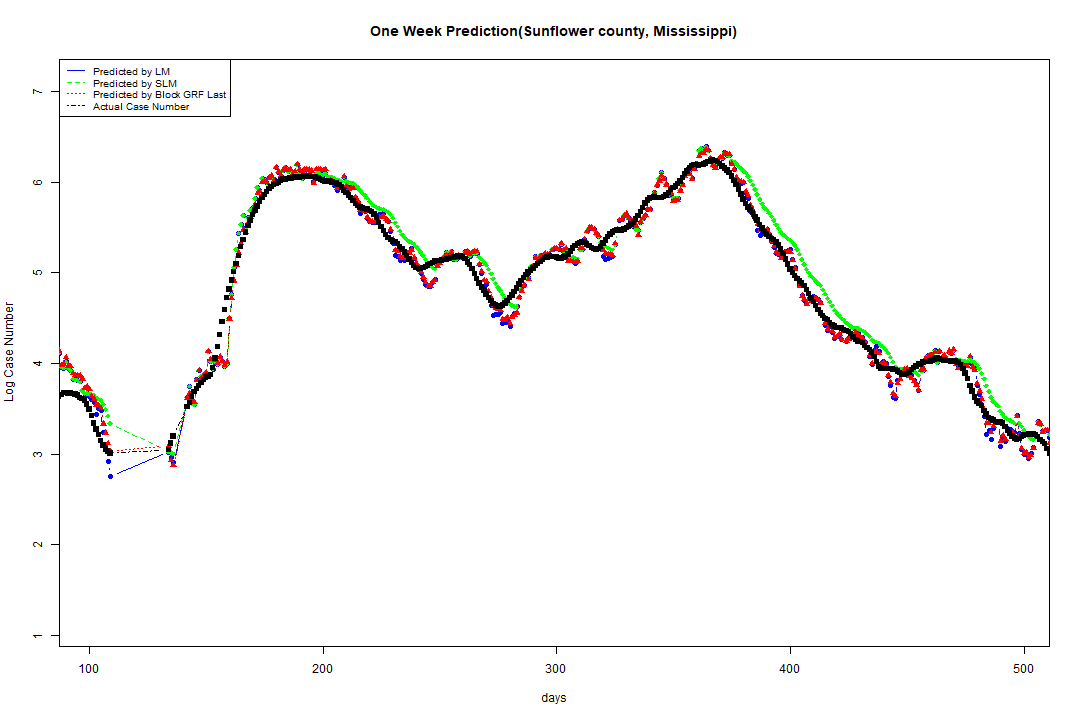 One Week Prediction(Sunflower county, Mississippi)
Predicted by LM
Predicted by SLM
Predicted by Block GRF Last
Actual Case Number
7
6
5
4
3
2
1
Log Case Number
100 200 300 400 500
days